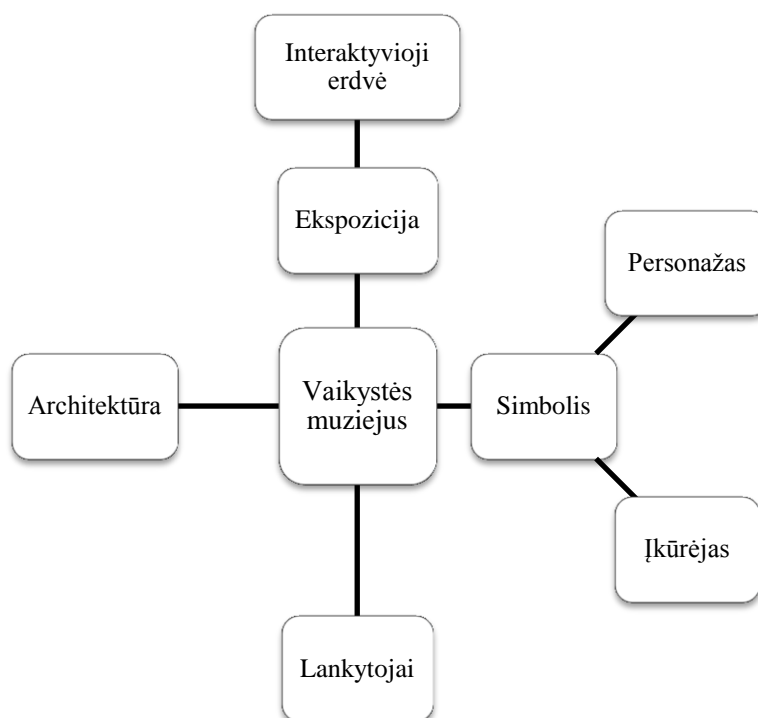 Interaktyvioji
erdvė
Ekspozicija
Personažas
Architektūra
Vaikystės
muziejus
Simbolis
Įkūrėjas
Lankytojai